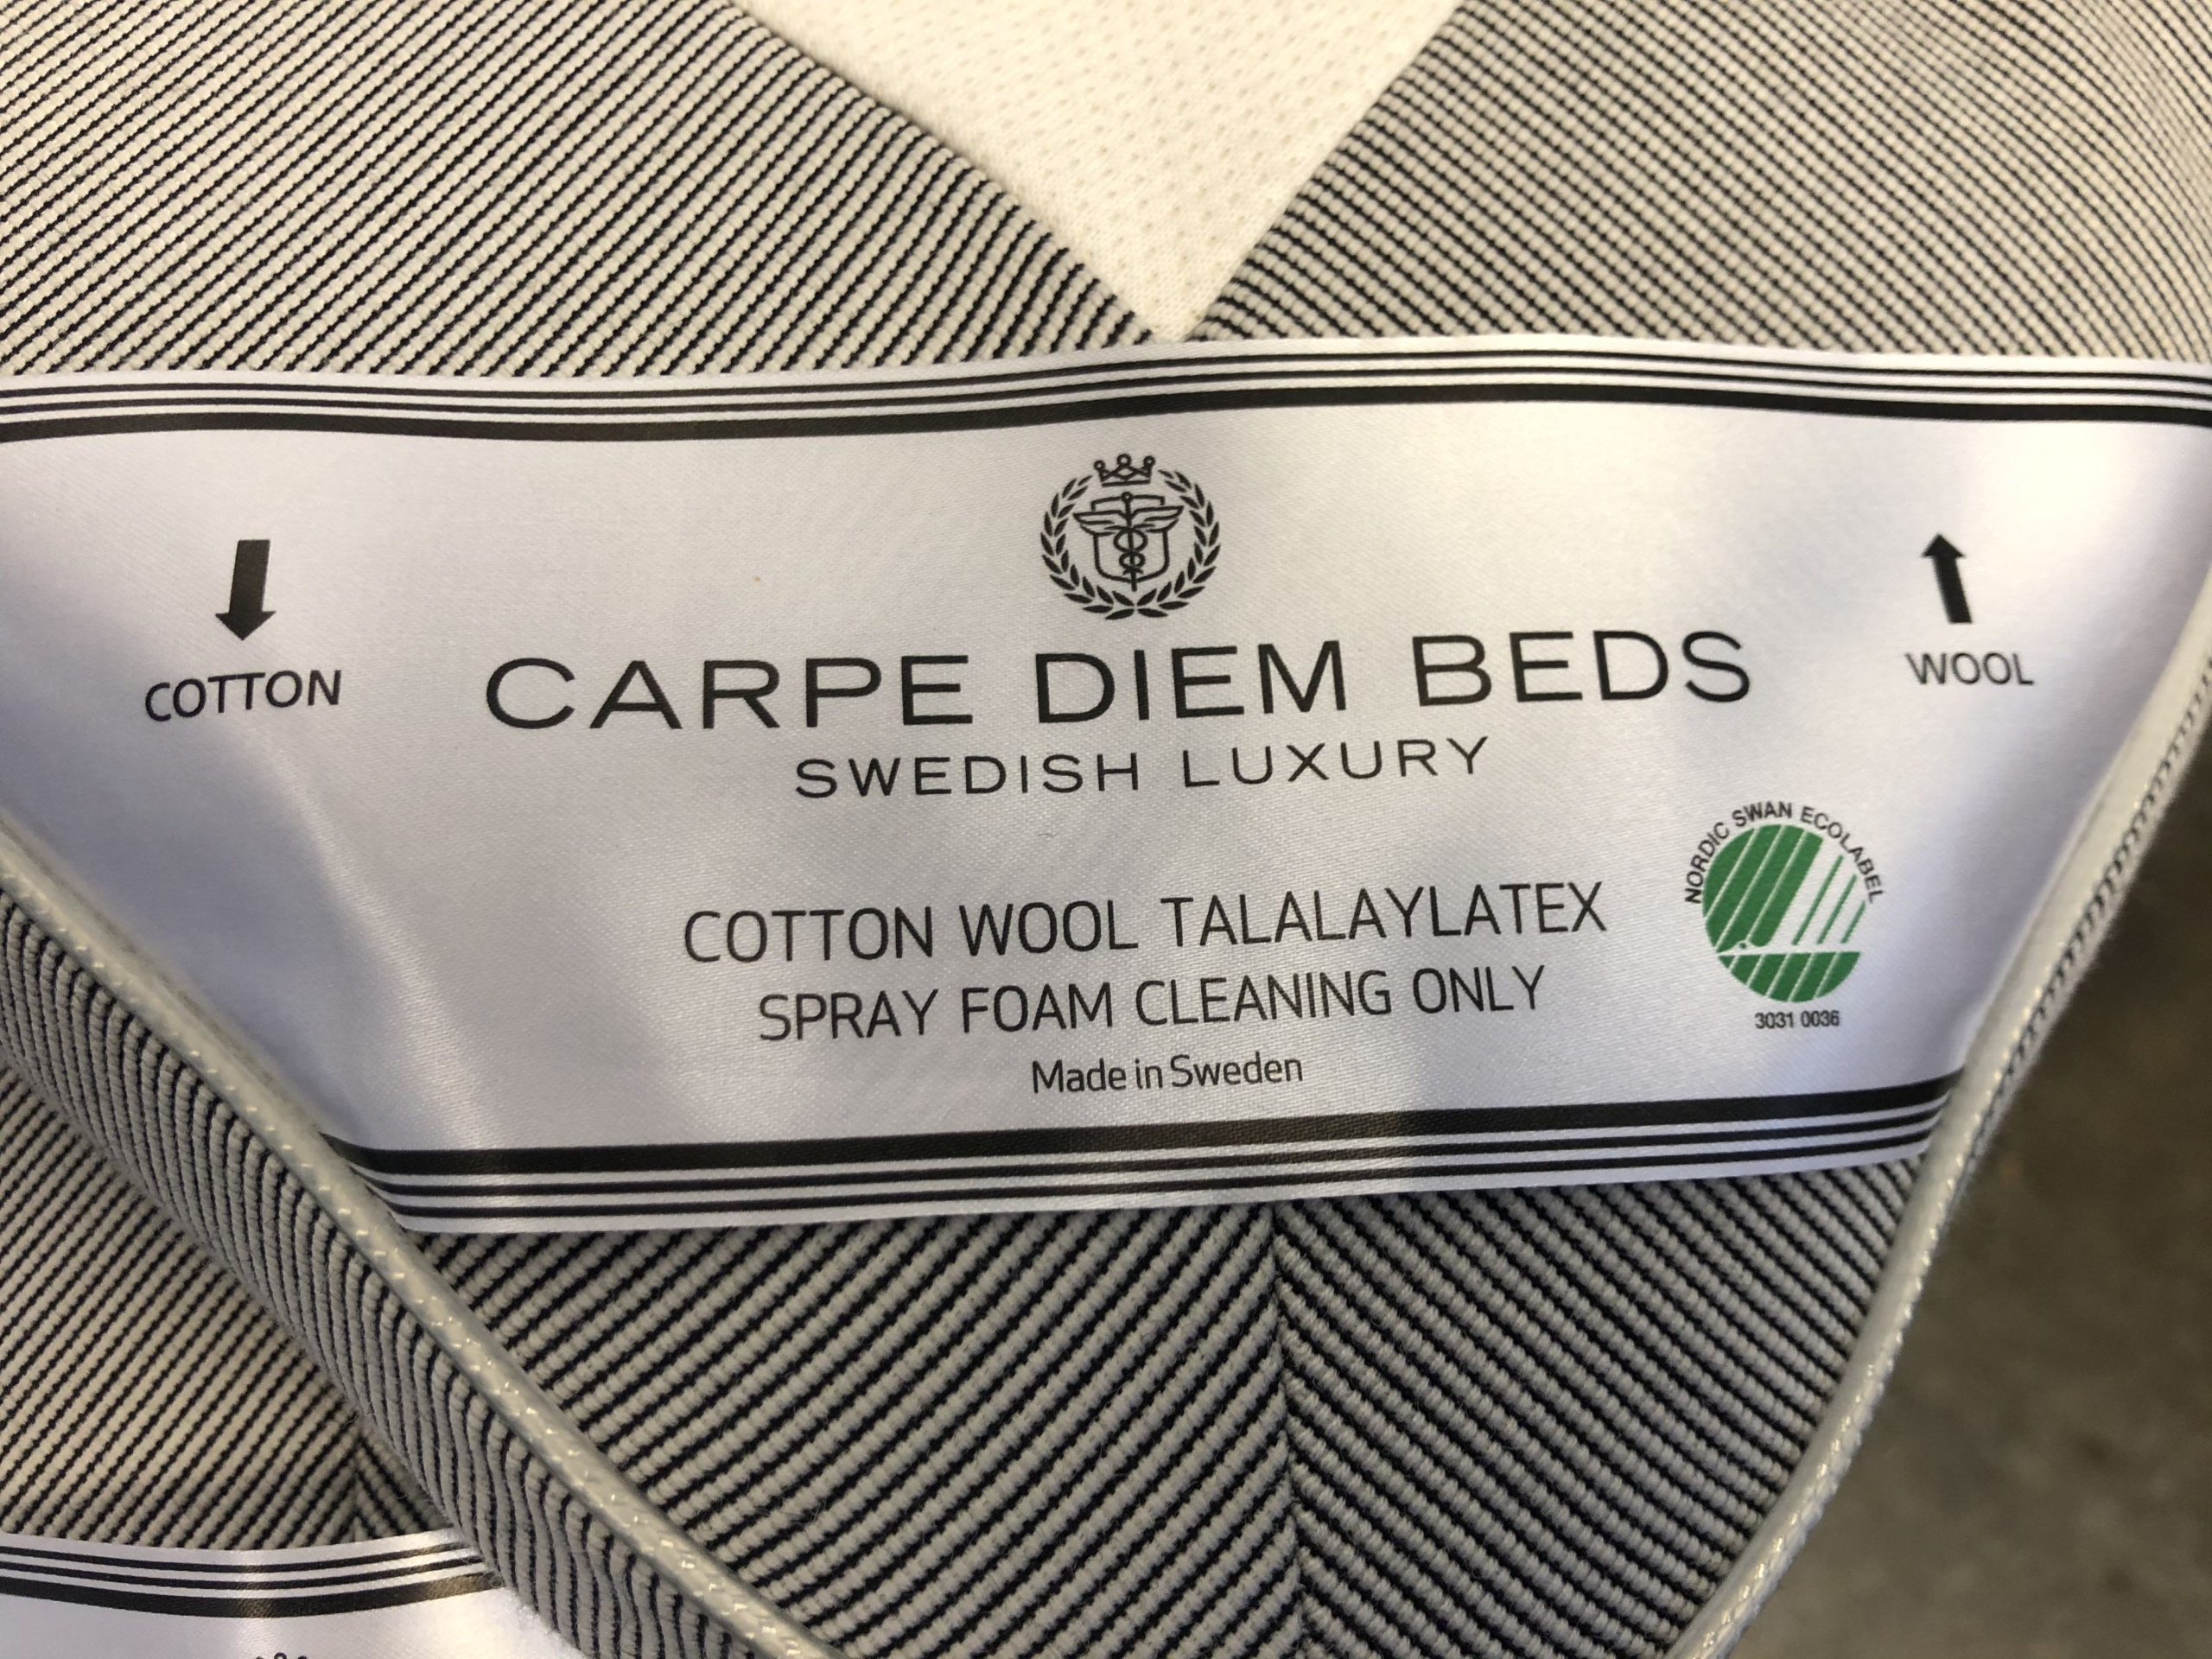 COTTON
WOOL
CARPE DIEM BEDS
SWEDISH LUXURY
NORDIC SWAN ECOLABEL
COTTON WOOL TALALAYLATEX
SPRAY FOAM CLEANING ONLY
3031 0036
Made in Sweden